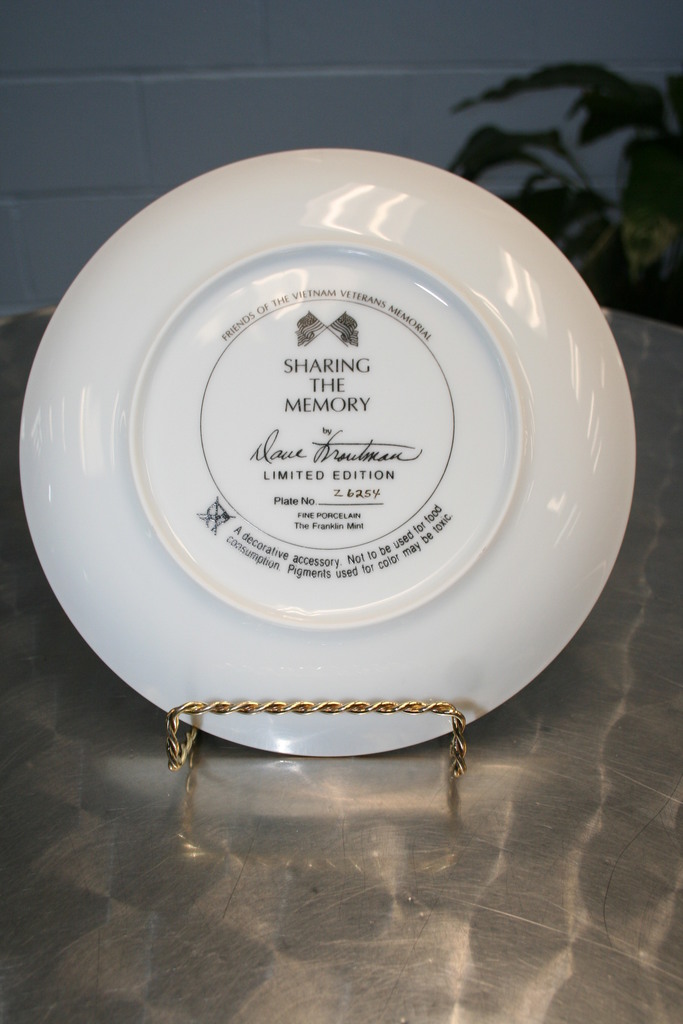 FRIENDS OF THE VIETNAM VETERANS MEMORIAL
SHARING
THE
MEMORY
by
Dave Troutman
LIMITED EDITION
Plate No. Z6254
FINE PORCELAIN
The Franklin Mint
A decorative accessory. Not to be used for food
consumption. Pigments used for color may be toxic.